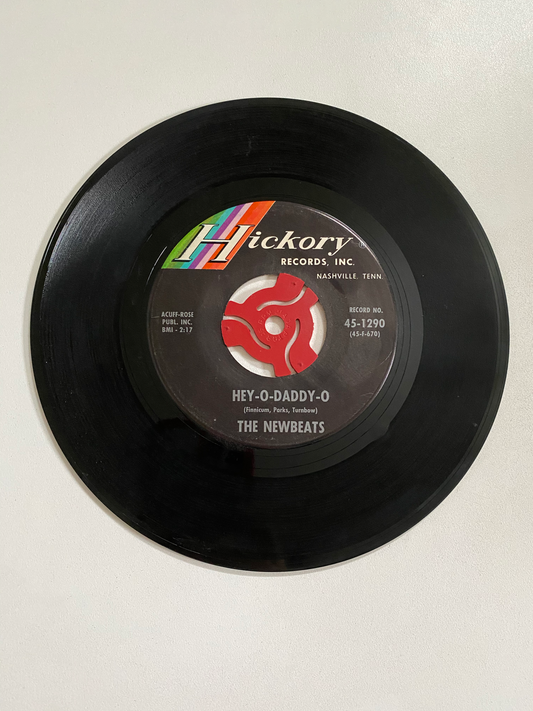 Hickory
RECORDS, INC.
NASHVILLE, TENN.
ACUFF-ROSE
PUBL. INC.
BMI - 2:17
RECORD NO.
45-1290
(45-F-670)
HEY-O-DADDY-O
(Finnicum, Parks, Turnbow)
THE NEWBEATS